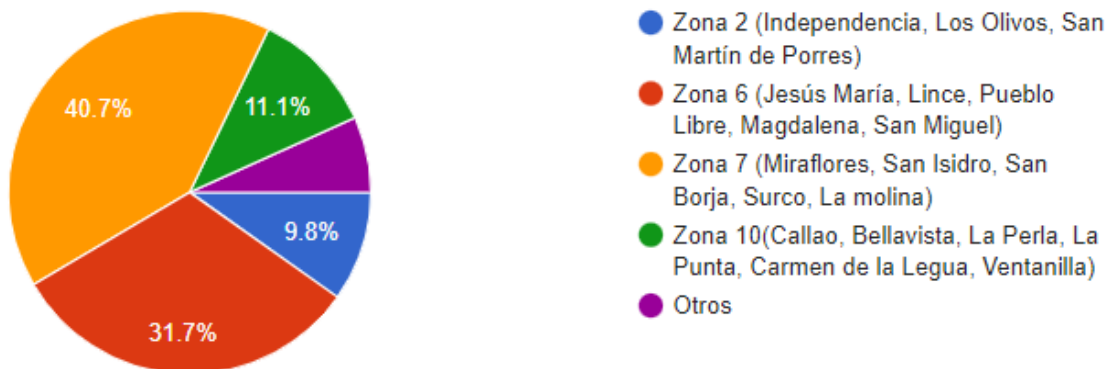 40.7%
11.1%
9.8%
31.7%
Zona 2 (Independencia, Los Olivos, San
Martín de Porres)
Zona 6 (Jesús María, Lince, Pueblo
Libre, Magdalena, San Miguel)
Zona 7 (Miraflores, San Isidro, San
Borja, Surco, La molina)
Zona 10(Callao, Bellavista, La Perla, La
Punta, Carmen de la Legua, Ventanilla)
Otros